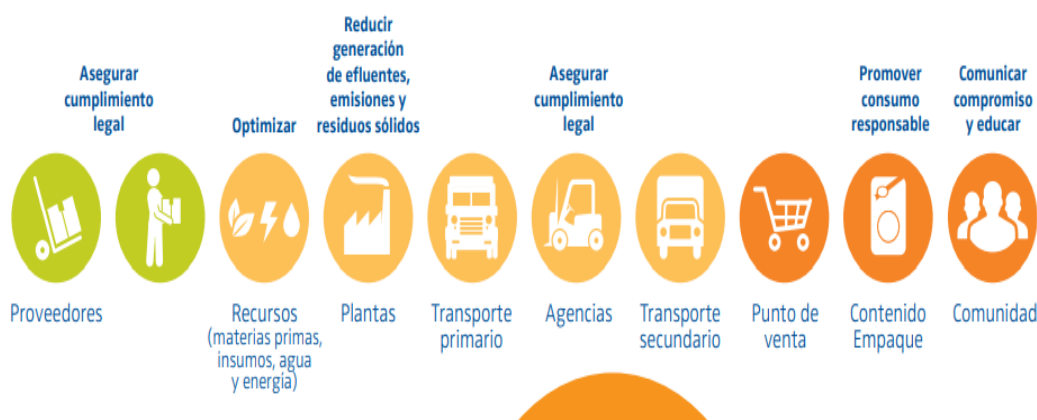 Asegurar
cumplimiento
legal
Optimizar
Reducir
generación
de efluentes,
emisiones y
residuos sólidos
Asegurar
cumplimiento
legal
Promover
consumo
responsable
Comunicar
compromiso
y educar
Proveedores
Recursos
(materias primas,
insumos, agua
y energía)
Plantas
Transporte
primario
Agencias
Transporte
secundario
Punto de
venta
Contenido
Empaque
Comunidad